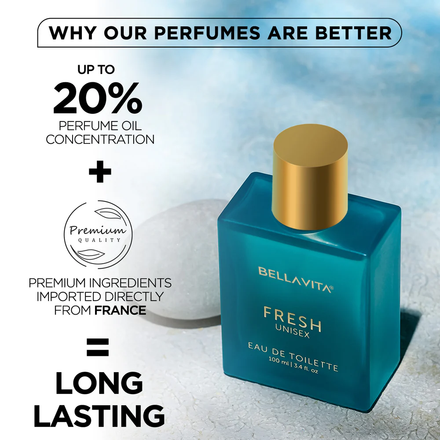 WHY OUR PERFUMES ARE BETTER
UP TO
20%
PERFUME OIL
CONCENTRATION
+
Premium
QUALITY
PREMIUM INGREDIENTS
IMPORTED DIRECTLY
FROM FRANCE
=
LONG
LASTING
BELLAVITA®
FRESH
UNISEX
EAU DE TOILETTE
100 ml | 3.4 fl. oz